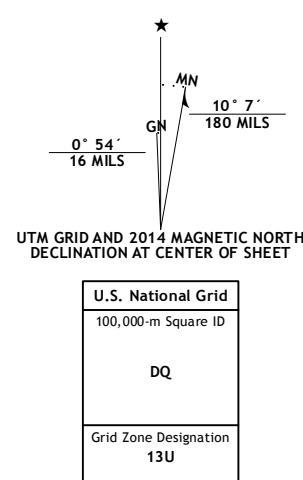 ★
MN
GN
10° 7´
180 MILS
0° 54´
16 MILS
UTM GRID AND 2014 MAGNETIC NORTH
DECLINATION AT CENTER OF SHEET
U.S. National Grid
100,000-m Square ID
DQ
Grid Zone Designation
13U